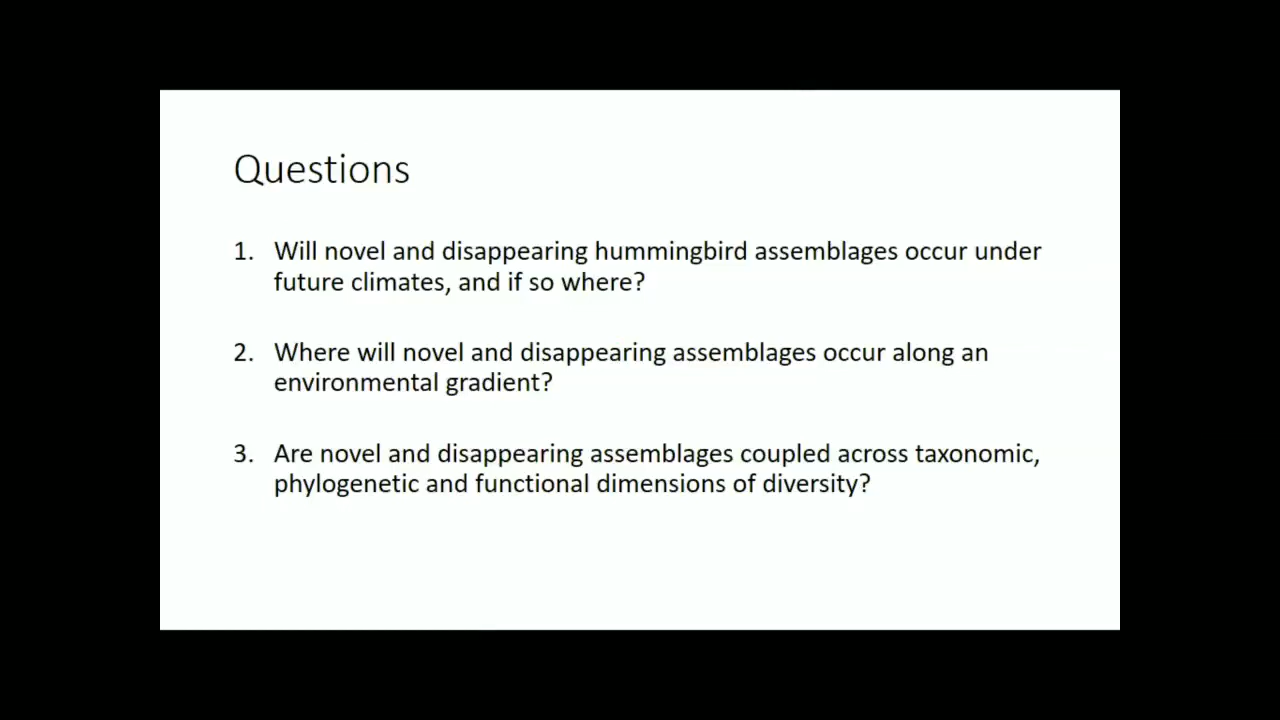 Questions
1. Will novel and disappearing hummingbird assemblages occur under
future climates, and if so where?
2. Where will novel and disappearing assemblages occur along an
environmental gradient?
3. Are novel and disappearing assemblages coupled across taxonomic,
phylogenetic and functional dimensions of diversity?